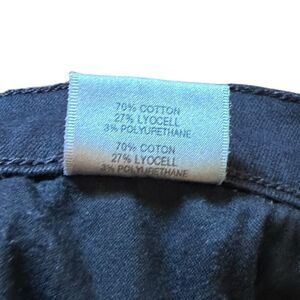 70% COTTON
27% LYOCELL
3% POLYURETHANE
70% COTON
27% LYOCELL
3% POLYURETHANE